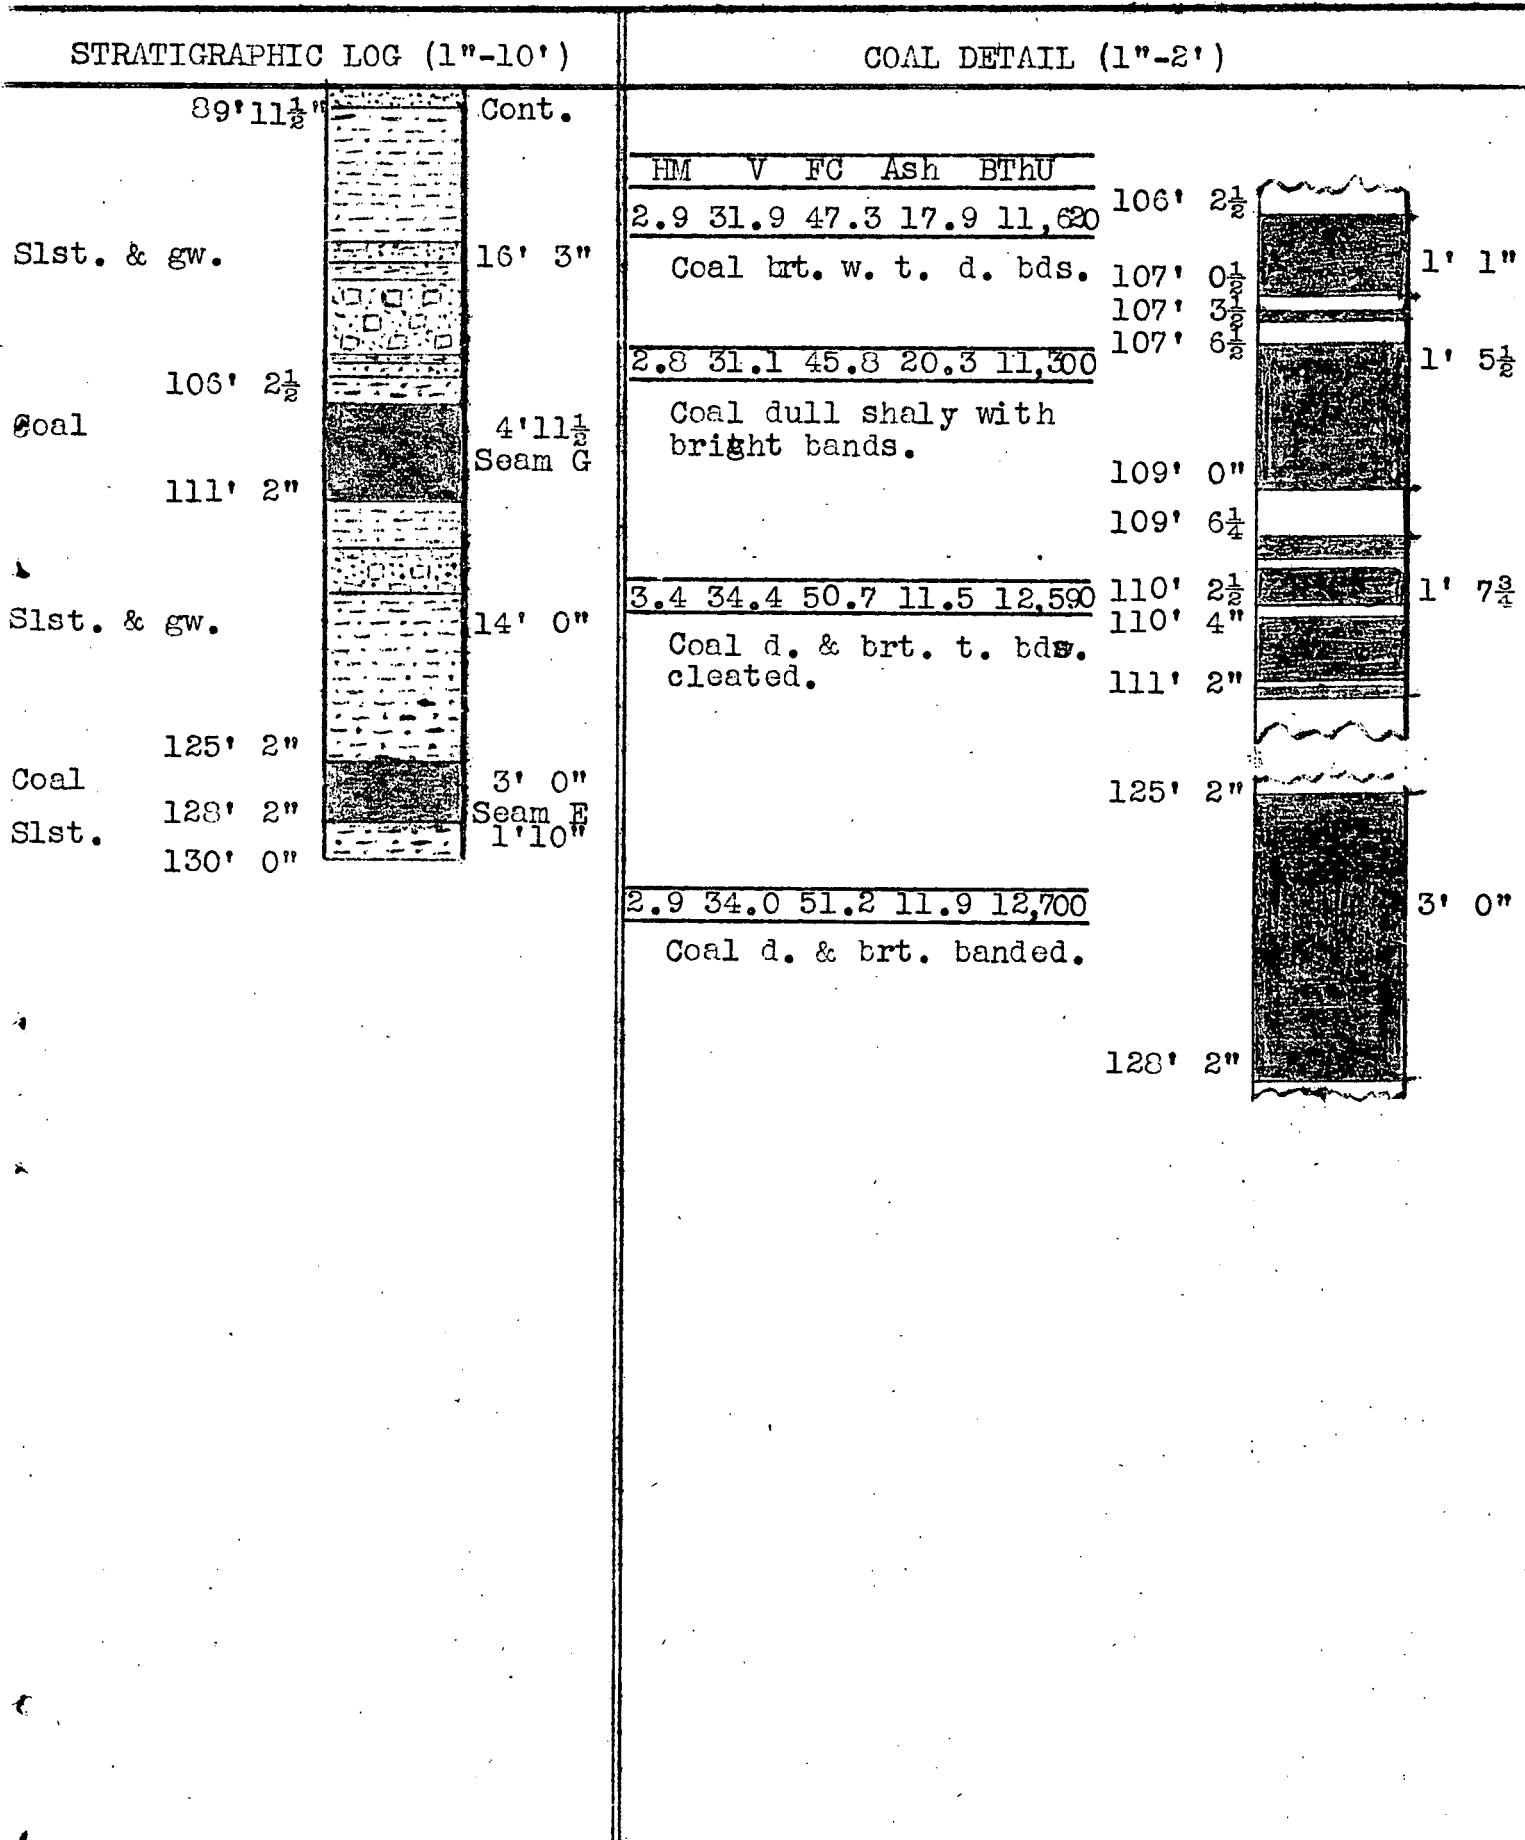 STRATIGRAPHIC LOG (1"-10')
89'11½" Cont.
Slst. & gw. 16' 3"
106' 2½
Coal 4'11½
Seam G
111' 2"
Slst. & gw. 14' 0"
125' 2"
Coal 3' 0"
128' 2" Seam E
Slst. 1'10"
130' 0"
COAL DETAIL (1"-2')
HM V FC Ash BThU
106' 2½
2.9 31.9 47.3 17.9 11,620
Coal brt. w. t. d. bds. 107' 0½ 1' 1"
107' 3½
107' 6½
2.8 31.1 45.8 20.3 11,300 1' 5½
Coal dull shaly with
bright bands.
109' 0"
109' 6¼
3.4 34.4 50.7 11.5 12,590 110' 2½ 1' 7¾
110' 4"
Coal d. & brt. t. bds.
cleated.
111' 2"
125' 2"
2.9 34.0 51.2 11.9 12,700 3' 0"
Coal d. & brt. banded.
128' 2"